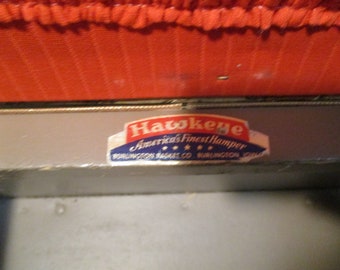 Hawkeye
America's Finest Hamper
BURLINGTON BASKET CO. BURLINGTON, IOWA